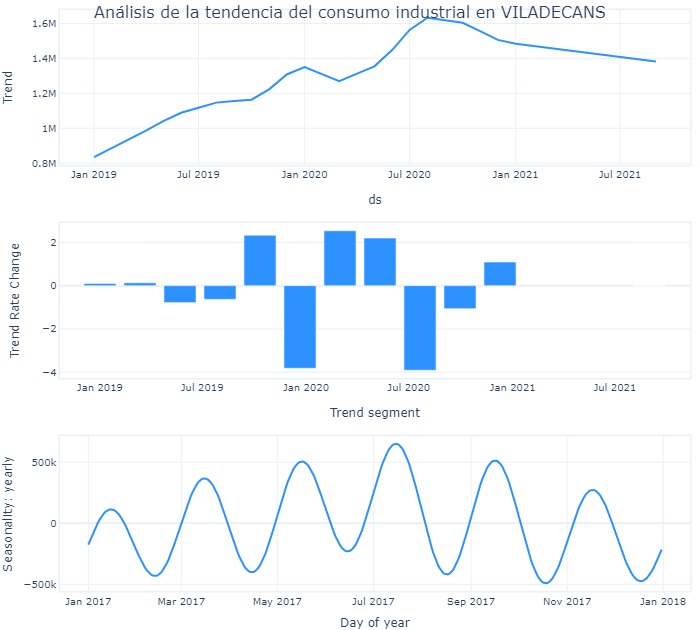 Análisis de la tendencia del consumo industrial en VILADECANS
1.6M
1.4M
1.2M
1M
0.8M
Trend
Jan 2019 Jul 2019 Jan 2020 Jul 2020 Jan 2021 Jul 2021
ds
2
0
−2
−4
Trend Rate Change
Jan 2019 Jul 2019 Jan 2020 Jul 2020 Jan 2021 Jul 2021
Trend segment
500k
0
−500k
Seasonality: yearly
Jan 2017 Mar 2017 May 2017 Jul 2017 Sep 2017 Nov 2017 Jan 2018
Day of year